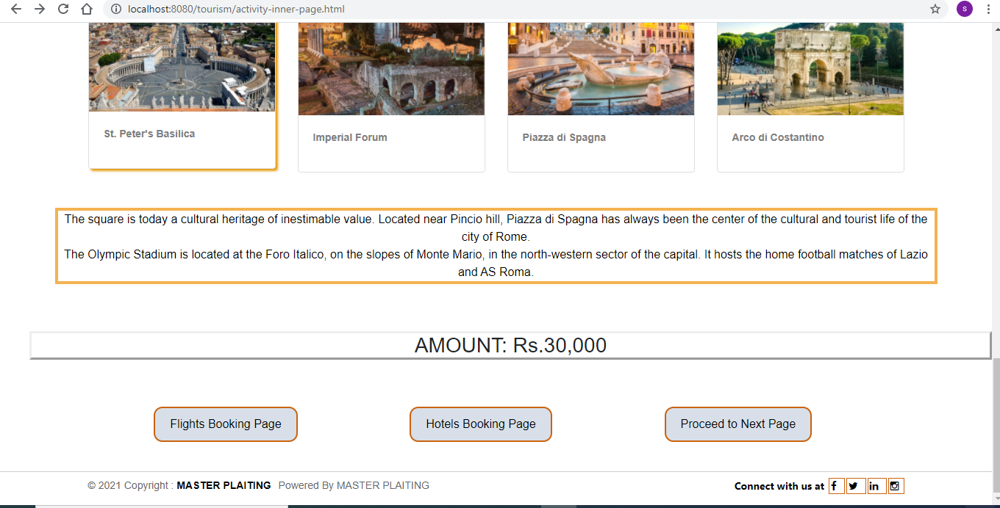 localhost:8080/tourism/activity-inner-page.html
S
St. Peter's Basilica
Imperial Forum
Piazza di Spagna
Arco di Costantino
The square is today a cultural heritage of inestimable value. Located near Pincio hill, Piazza di Spagna has always been the center of the cultural and tourist life of the
city of Rome.
The Olympic Stadium is located at the Foro Italico, on the slopes of Monte Mario, in the north-western sector of the capital. It hosts the home football matches of Lazio
and AS Roma.
AMOUNT: Rs.30,000
Flights Booking Page
Hotels Booking Page
Proceed to Next Page
© 2021 Copyright : MASTER PLAITING Powered By MASTER PLAITING
Connect with us at